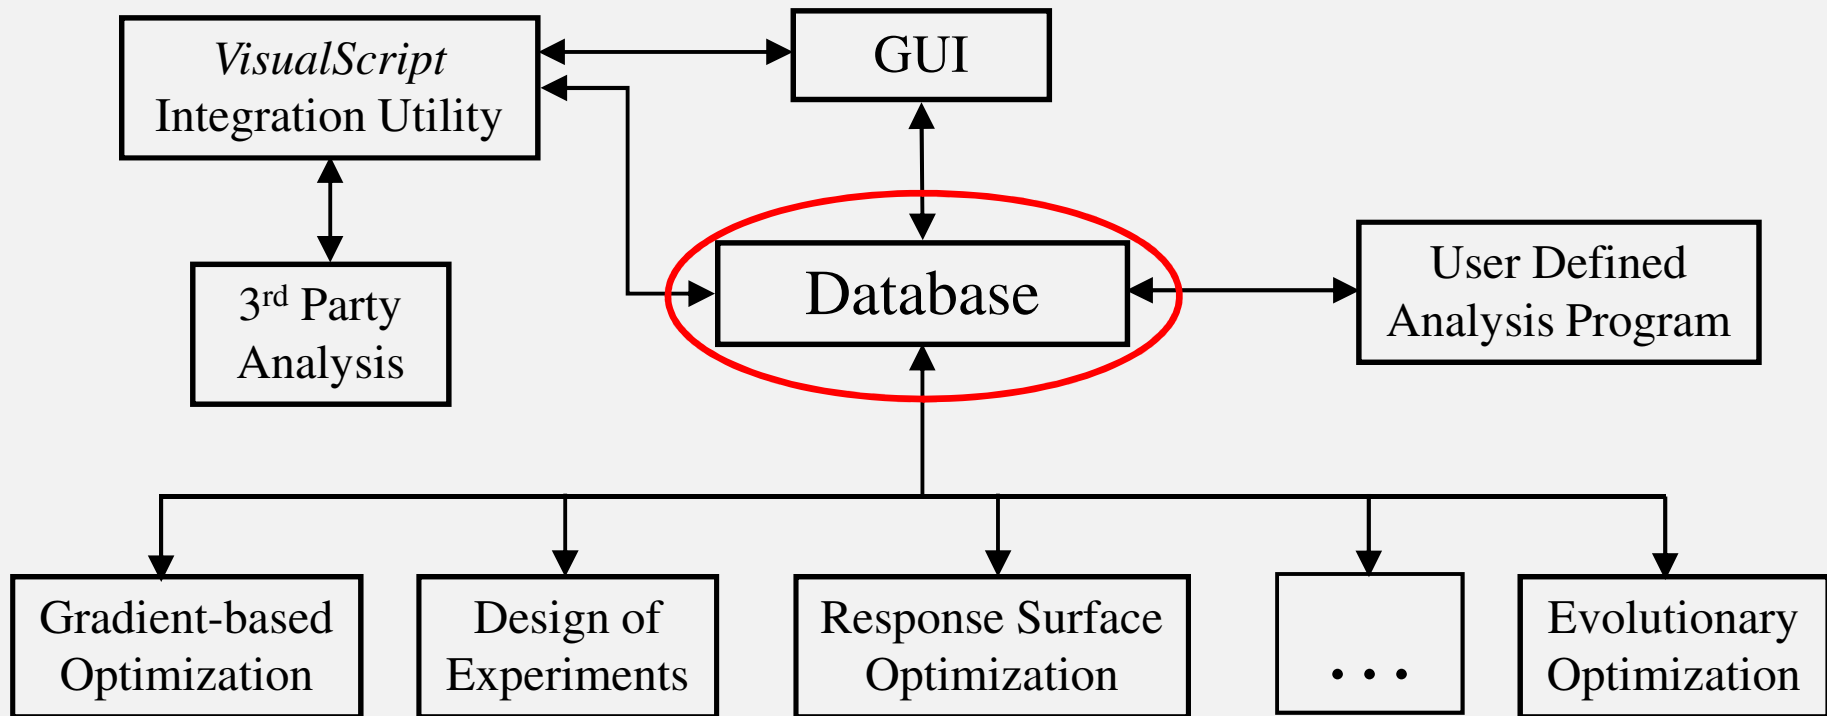 VisualScript
Integration Utility
GUI
3rd Party
Analysis
Database
User Defined
Analysis Program
Gradient-based
Optimization
Design of
Experiments
Response Surface
Optimization
...
Evolutionary
Optimization